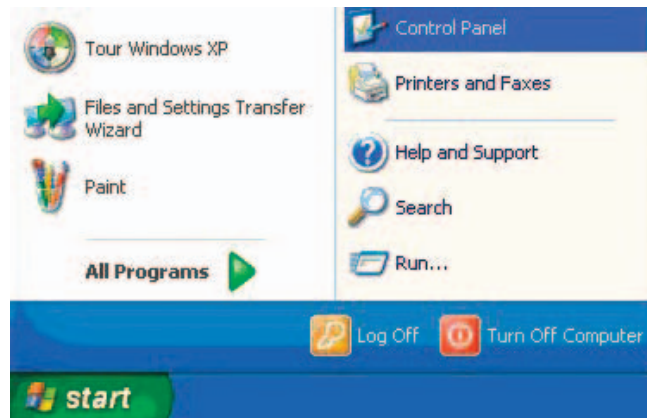 Tour Windows XP
Files and Settings Transfer
Wizard
Paint
All Programs
Control Panel
Printers and Faxes
Help and Support
Search
Run...
Log Off
Turn Off Computer
start